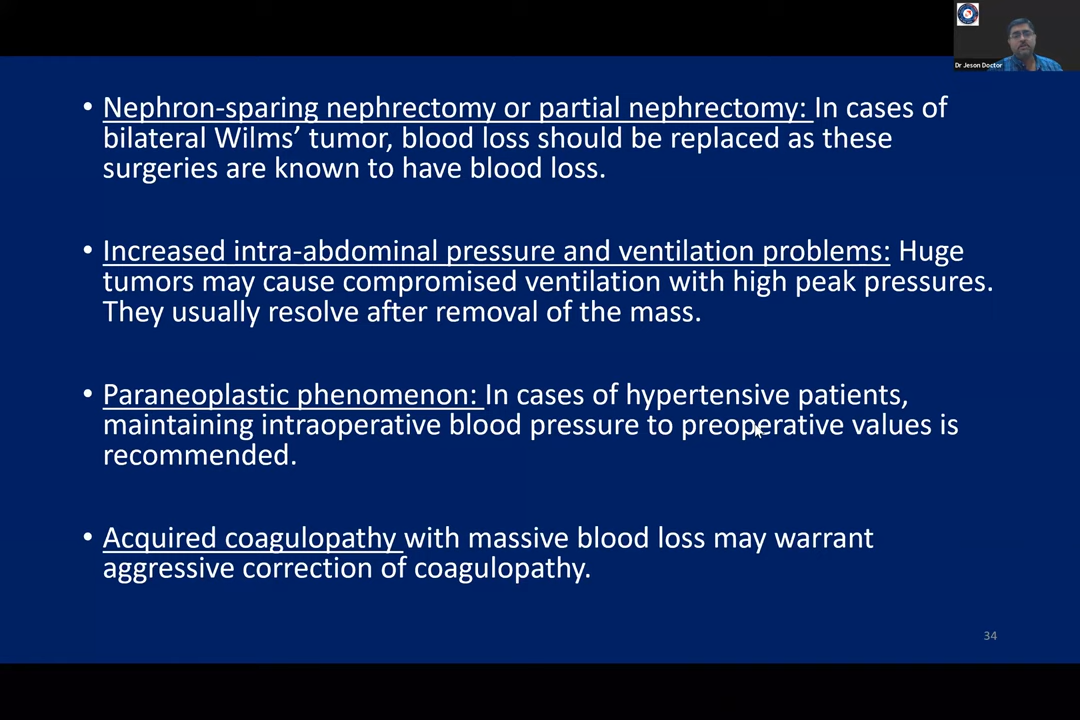 Dr Jeson Doctor
• Nephron-sparing nephrectomy or partial nephrectomy: In cases of
bilateral Wilms’ tumor, blood loss should be replaced as these
surgeries are known to have blood loss.
• Increased intra-abdominal pressure and ventilation problems: Huge
tumors may cause compromised ventilation with high peak pressures.
They usually resolve after removal of the mass.
• Paraneoplastic phenomenon: In cases of hypertensive patients,
maintaining intraoperative blood pressure to preoperative values is
recommended.
• Acquired coagulopathy with massive blood loss may warrant
aggressive correction of coagulopathy.
34